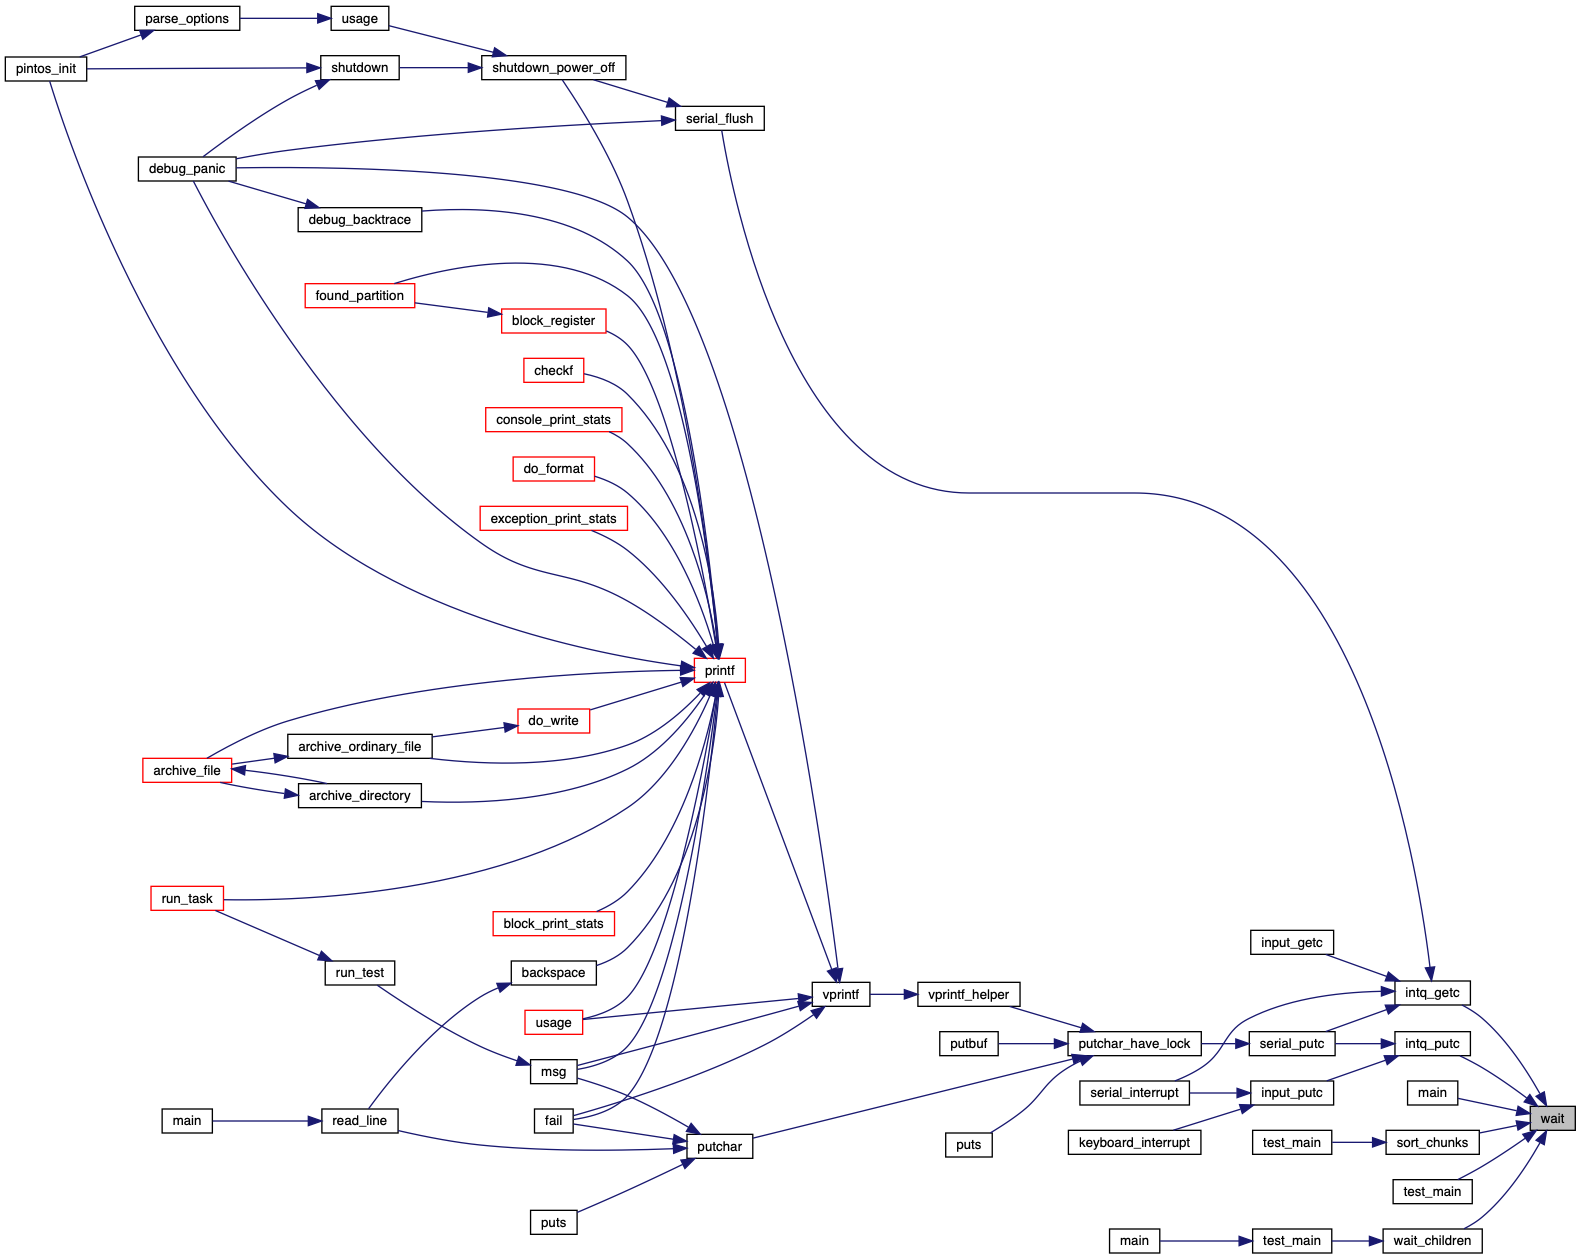 parse_options
usage
pintos_init
shutdown
shutdown_power_off
serial_flush
debug_panic
debug_backtrace
found_partition
block_register
checkf
console_print_stats
do_format
exception_print_stats
printf
do_write
archive_ordinary_file
archive_file
archive_directory
run_task
block_print_stats
run_test
backspace
usage
msg
main
read_line
fail
putchar
puts
vprintf
vprintf_helper
putbuf
putchar_have_lock
puts
input_getc
intq_getc
serial_putc
intq_putc
serial_interrupt
input_putc
main
wait
keyboard_interrupt
test_main
sort_chunks
test_main
main
test_main
wait_children